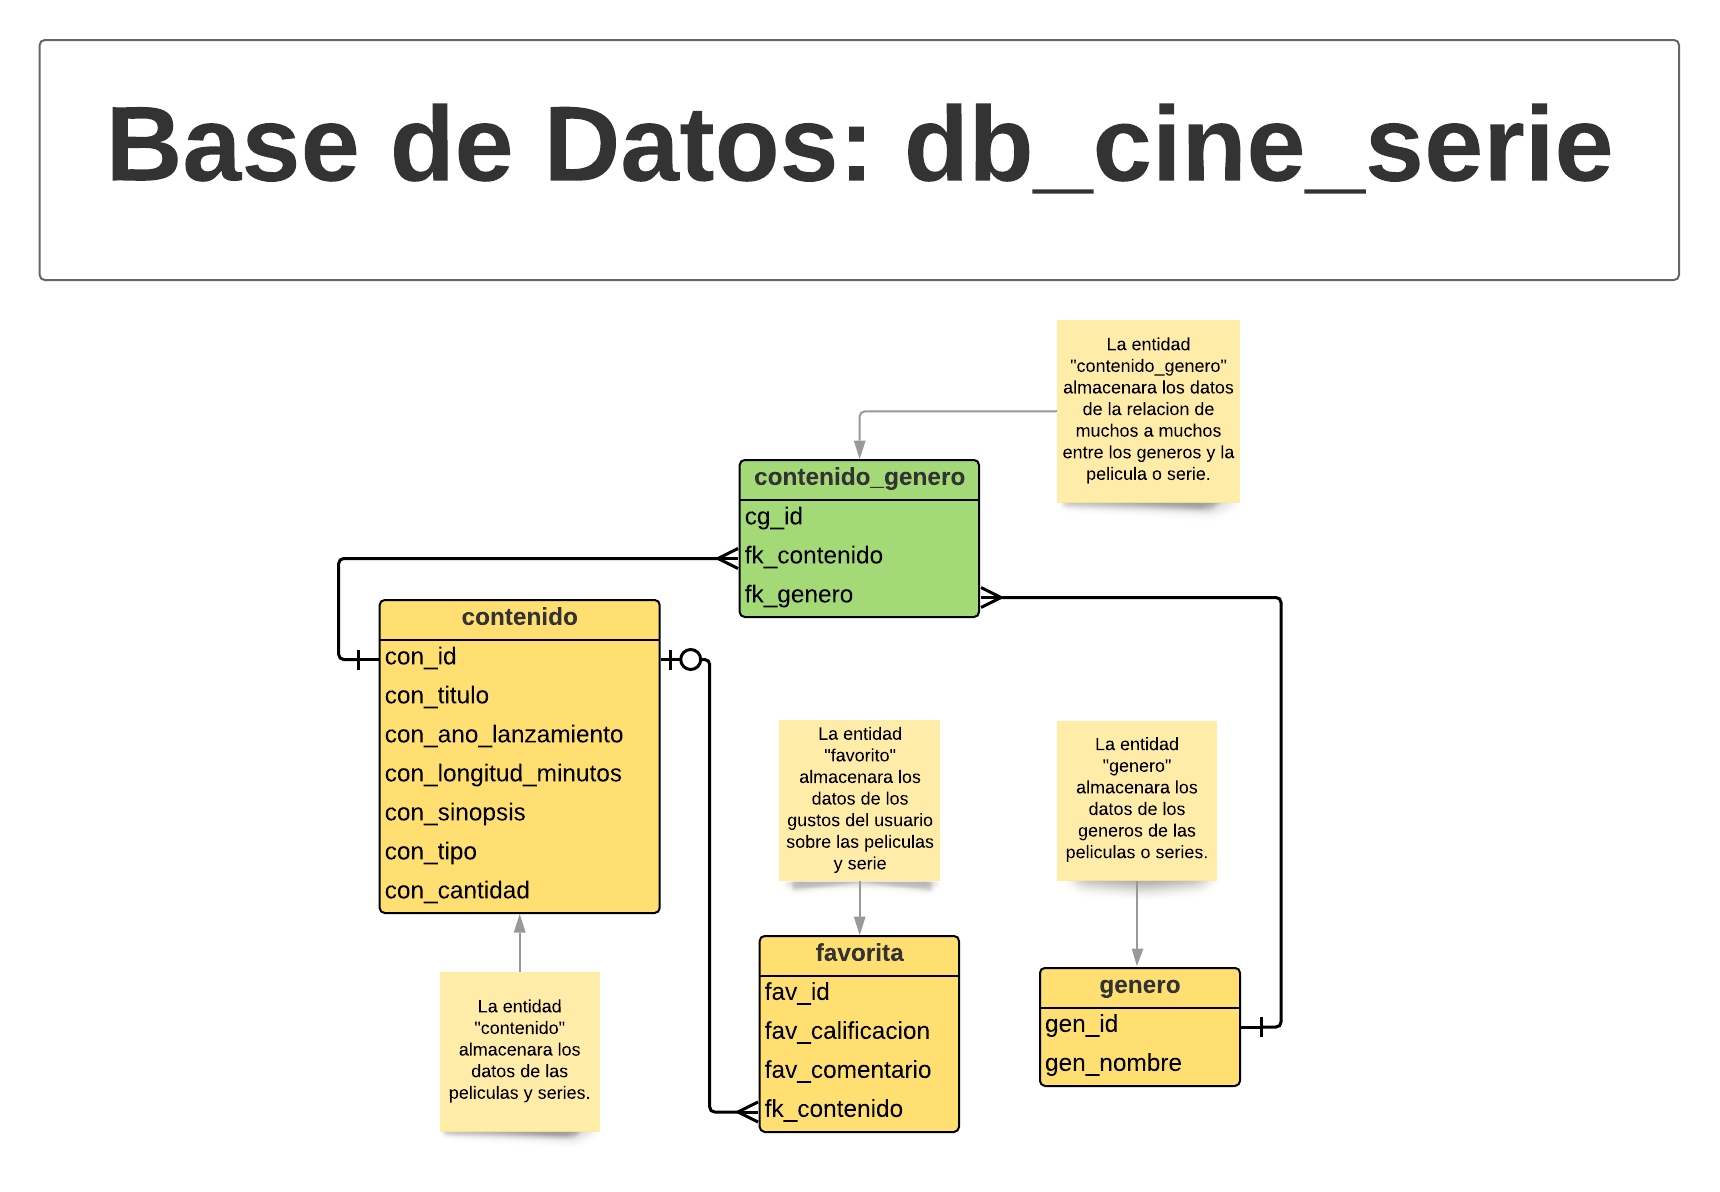 Base de Datos: db_cine_serie
La entidad
"contenido_genero"
almacenara los datos
de la relacion de
muchos a muchos
entre los generos y la
pelicula o serie.
contenido_genero
cg_id
fk_contenido
fk_genero
contenido
con_id
con_titulo
con_ano_lanzamiento
con_longitud_minutos
con_sinopsis
con_tipo
con_cantidad
La entidad
"favorito"
almacenara los
datos de los
gustos del usuario
sobre las peliculas
y serie
La entidad
"genero"
almacenara los
datos de los
generos de las
peliculas o series.
favorita
fav_id
fav_calificacion
fav_comentario
fk_contenido
genero
gen_id
gen_nombre
La entidad
"contenido"
almacenara los
datos de las
peliculas y series.